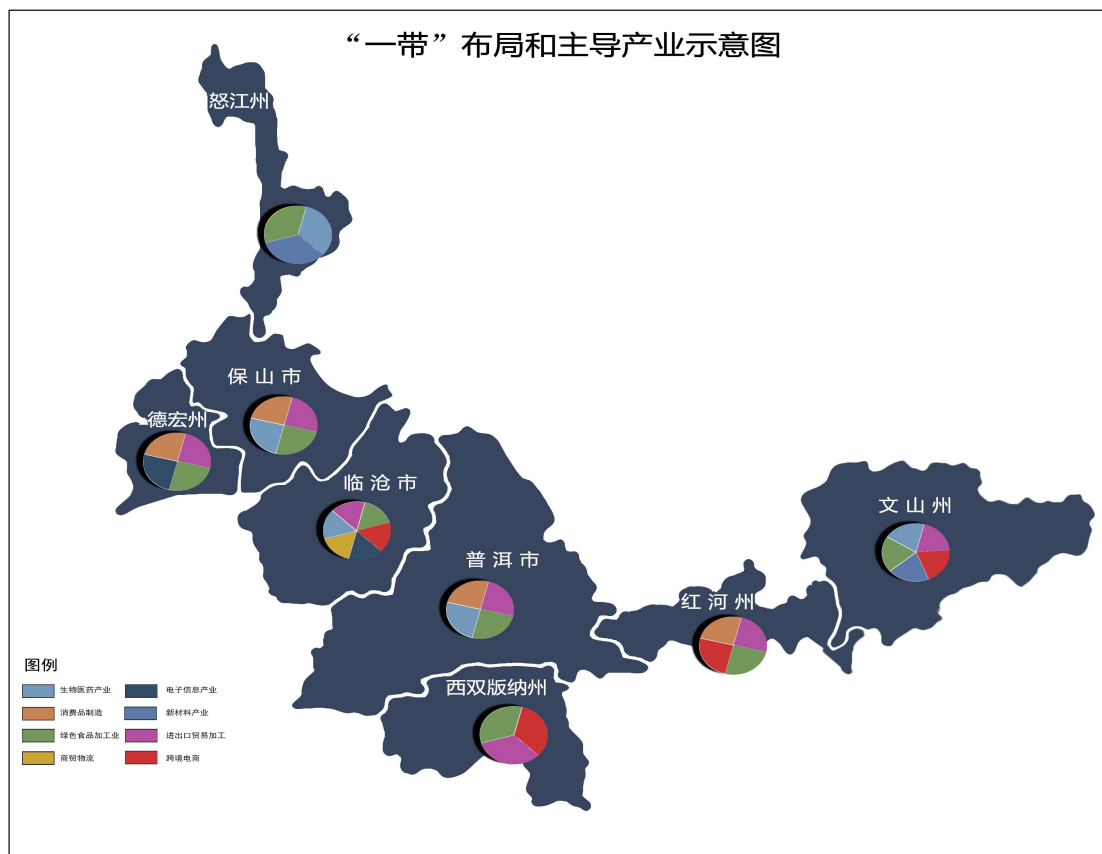 “一带”布局和主导产业示意图
怒江州
保山市
德宏州
临沧市
文山州
普洱市
红河州
西双版纳州
图例
生物医药产业
电子信息产业
消费品制造
新材料产业
绿色食品加工业
进出口贸易加工
商贸物流
跨境电商